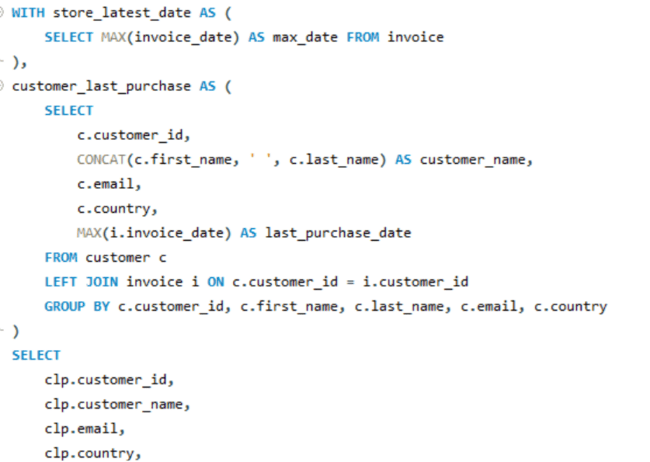 WITH store_latest_date AS (
    SELECT MAX(invoice_date) AS max_date FROM invoice
),
customer_last_purchase AS (
    SELECT
        c.customer_id,
        CONCAT(c.first_name, ' ', c.last_name) AS customer_name,
        c.email,
        c.country,
        MAX(i.invoice_date) AS last_purchase_date
    FROM customer c
    LEFT JOIN invoice i ON c.customer_id = i.customer_id
    GROUP BY c.customer_id, c.first_name, c.last_name, c.email, c.country
)
SELECT
    clp.customer_id,
    clp.customer_name,
    clp.email,
    clp.country,